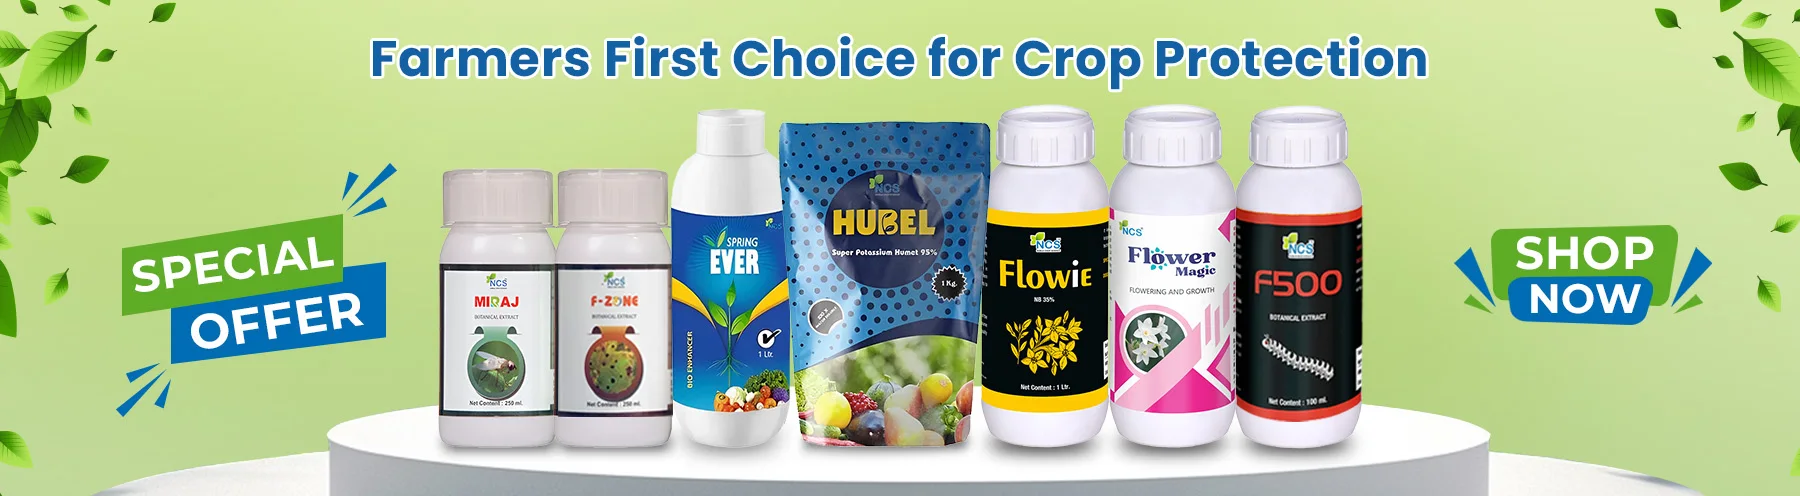 Farmers First Choice for Crop Protection
SPECIAL
OFFER
NCS
MIRAJ
BOTANICAL EXTRACT
Net Content : 250 ml.
NCS
F-ZONE
BOTANICAL EXTRACT
Net Content : 250 ml.
NCS
SPRING
EVER
1 Ltr.
BIO ENHANCER
NCS
HUBEL
Super Potassium Humet 95%
1 Kg.
NCS
FlowiE
NB 35%
Net Content : 1 Ltr.
NCS
Flower
Magic
FLOWERING AND GROWTH
NCS
F500
BOTANICAL EXTRACT
Net Content : 100 ml.
SHOP
NOW